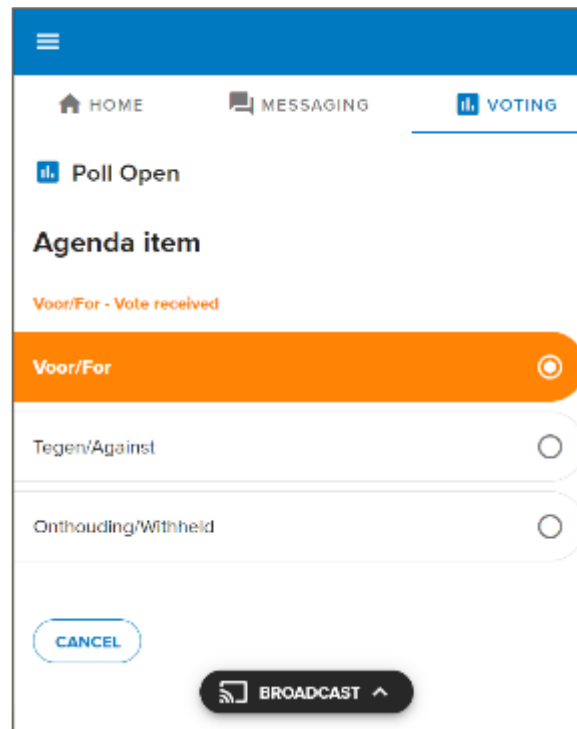 HOME MESSAGING VOTING
Poll Open
Agenda item
Voor/For - Vote received
Voor/For
Tegen/Against
Onthouding/Withheld
CANCEL
BROADCAST